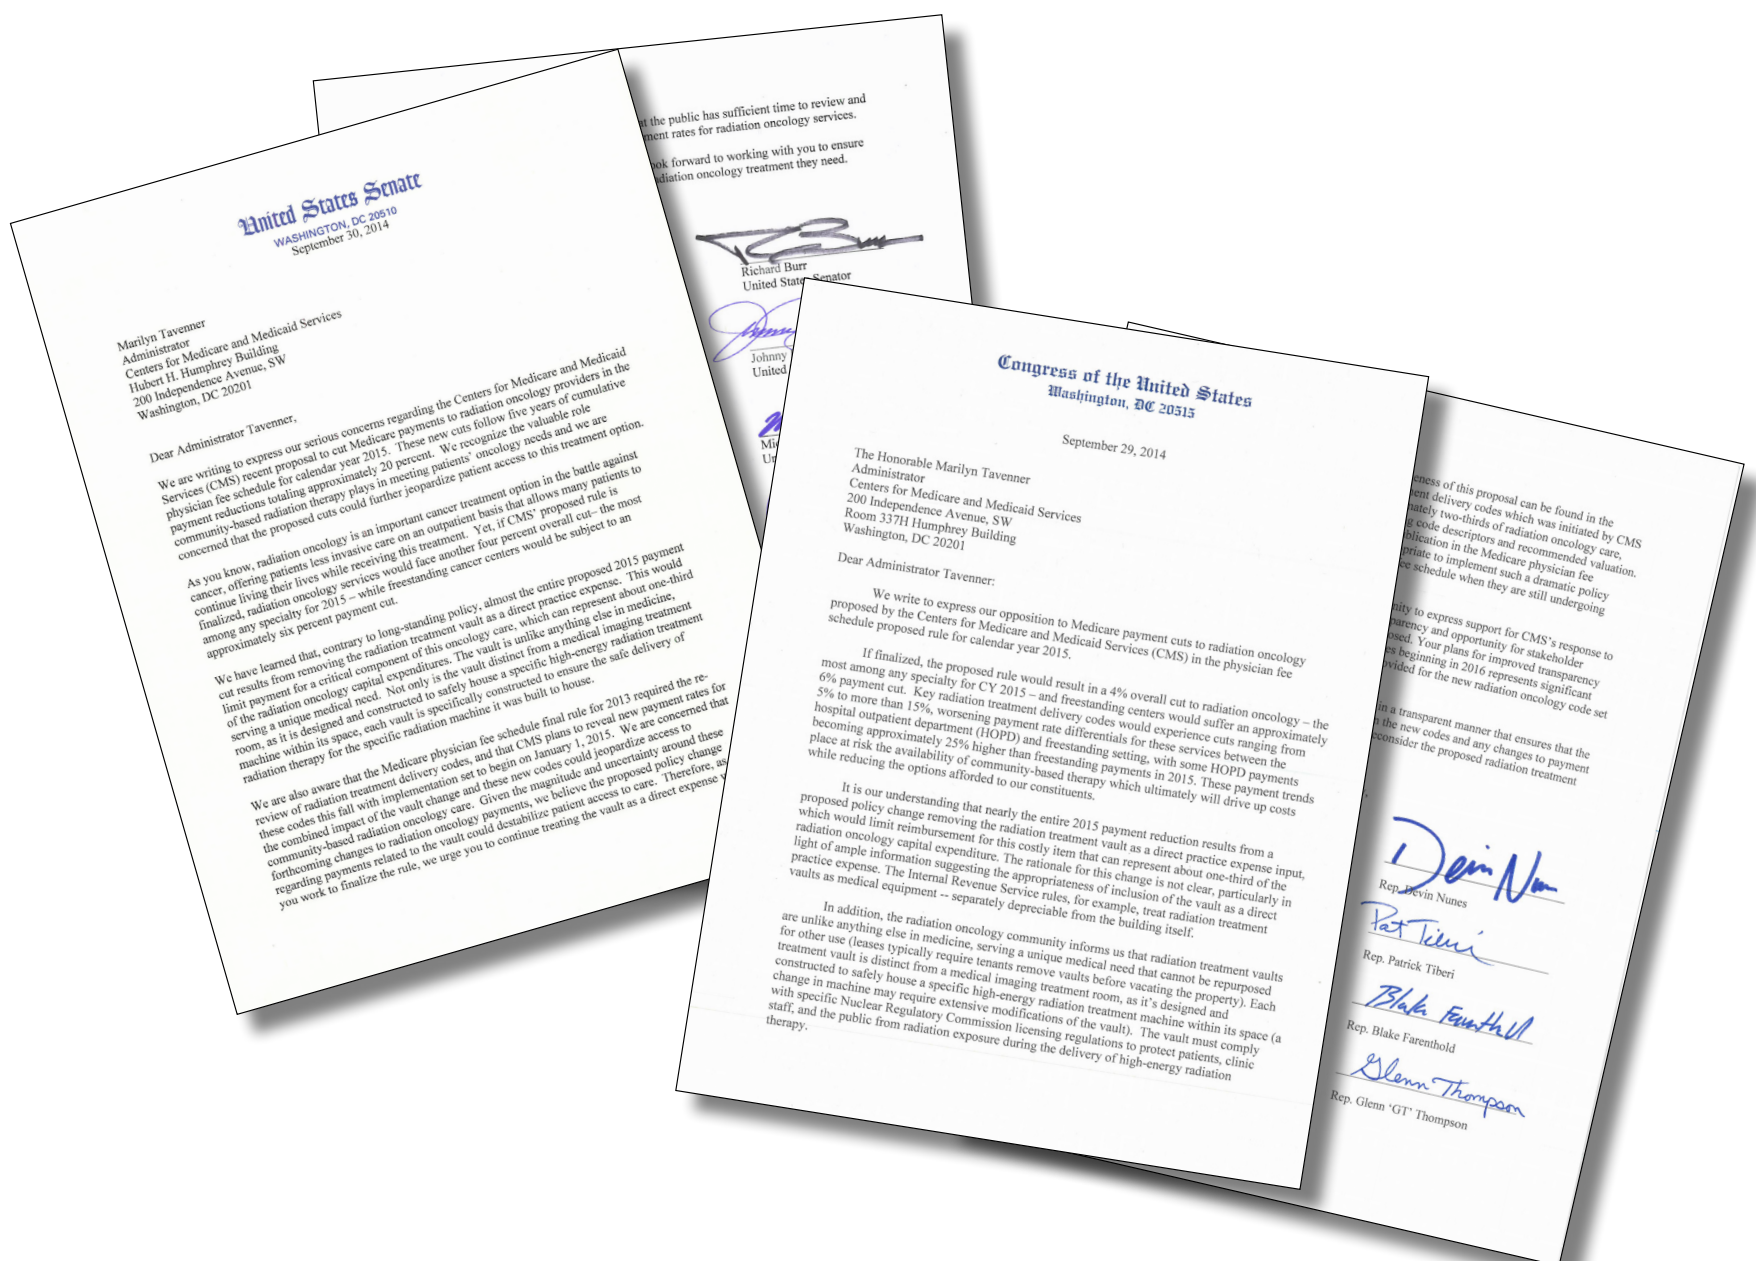 United States Senate
WASHINGTON, DC 20510
September 30, 2014
Marilyn Tavenner
Administrator
Centers for Medicare and Medicaid Services
Hubert H. Humphrey Building
200 Independence Avenue, SW
Washington, DC 20201
Dear Administrator Tavenner,
We are writing to express our serious concerns regarding the Centers for Medicare and Medicaid
Services (CMS) recent proposal to cut Medicare payments to radiation oncology providers in the
physician fee schedule for calendar year 2015. These new cuts follow five years of cumulative
payment reductions totaling approximately 20 percent. We recognize the valuable role
community-based radiation therapy plays in meeting patients' oncology needs and we are
concerned that the proposed cuts could further jeopardize patient access to this treatment option.
As you know, radiation oncology is an important cancer treatment option in the battle against
cancer, offering patients less invasive care on an outpatient basis that allows many patients to
continue living their lives while receiving this treatment. Yet, if CMS' proposed rule is
finalized, radiation oncology services would face another four percent overall cut– the most
among any specialty for 2015 – while freestanding cancer centers would be subject to an
approximately six percent payment cut.
We have learned that, contrary to long-standing policy, almost the entire proposed 2015 payment
cut results from removing the radiation treatment vault as a direct practice expense. This would
limit payment for a critical component of this oncology care, which can represent about one-third
of the radiation oncology capital expenditures. The vault is unlike anything else in medicine,
serving a unique medical need. Not only is the vault distinct from a medical imaging treatment
room, as it is designed and constructed to safely house a specific high-energy radiation treatment
machine within its space, each vault is specifically constructed to ensure the safe delivery of
radiation therapy for the specific radiation machine it was built to house.
We are also aware that the Medicare physician fee schedule final rule for 2013 required the re-
review of radiation treatment delivery codes, and that CMS plans to reveal new payment rates for
these codes this fall with implementation set to begin on January 1, 2015. We are concerned that
the combined impact of the vault change and these new codes could jeopardize access to
community-based radiation oncology care. Given the magnitude and uncertainty around these
forthcoming changes to radiation oncology payments, we believe the proposed policy change
regarding payments related to the vault could destabilize patient access to care. Therefore, as
you work to finalize the rule, we urge you to continue treating the vault as a direct expense
the public has sufficient time to review and
ment rates for radiation oncology services.
ook forward to working with you to ensure
diation oncology treatment they need.
Richard Burr
United State Senator
Johnny
United
Congress of the United States
Washington, DC 20515
September 29, 2014
The Honorable Marilyn Tavenner
Administrator
Centers for Medicare and Medicaid Services
200 Independence Avenue, SW
Room 337H Humphrey Building
Washington, DC 20201
Dear Administrator Tavenner:
We write to express our opposition to Medicare payment cuts to radiation oncology
proposed by the Centers for Medicare and Medicaid Services (CMS) in the physician fee
schedule proposed rule for calendar year 2015.
If finalized, the proposed rule would result in a 4% overall cut to radiation oncology – the
most among any specialty for CY 2015 – and freestanding centers would suffer an approximately
6% payment cut. Key radiation treatment delivery codes would experience cuts ranging from
5% to more than 15%, worsening payment rate differentials for these services between the
hospital outpatient department (HOPD) and freestanding setting, with some HOPD payments
becoming approximately 25% higher than freestanding payments in 2015. These payment trends
place at risk the availability of community-based therapy which ultimately will drive up costs
while reducing the options afforded to our constituents.
It is our understanding that nearly the entire 2015 payment reduction results from a
proposed policy change removing the radiation treatment vault as a direct practice expense input,
which would limit reimbursement for this costly item that can represent about one-third of the
radiation oncology capital expenditure. The rationale for this change is not clear, particularly in
light of ample information suggesting the appropriateness of inclusion of the vault as a direct
practice expense. The Internal Revenue Service rules, for example, treat radiation treatment
vaults as medical equipment -- separately depreciable from the building itself.
In addition, the radiation oncology community informs us that radiation treatment vaults
are unlike anything else in medicine, serving a unique medical need that cannot be repurposed
for other use (leases typically require tenants remove vaults before vacating the property). Each
treatment vault is distinct from a medical imaging treatment room, as it's designed and
constructed to safely house a specific high-energy radiation treatment machine within its space (a
change in machine may require extensive modifications of the vault). The vault must comply
with specific Nuclear Regulatory Commission licensing regulations to protect patients, clinic
staff, and the public from radiation exposure during the delivery of high-energy radiation
therapy.
eness of this proposal can be found in the
ent delivery codes which was initiated by CMS
nately two-thirds of radiation oncology care,
g code descriptors and recommended valuation.
blication in the Medicare physician fee
priate to implement such a dramatic policy
ee schedule when they are still undergoing
nity to express support for CMS's response to
parency and opportunity for stakeholder
osed. Your plans for improved transparency
es beginning in 2016 represents significant
ovided for the new radiation oncology code set
in a transparent manner that ensures that the
the new codes and any changes to payment
econsider the proposed radiation treatment
Devin Nun
Rep. Devin Nunes
Pat Tiberi
Rep. Patrick Tiberi
Blake Farenthold
Rep. Blake Farenthold
Glenn Thompson
Rep. Glenn 'GT' Thompson